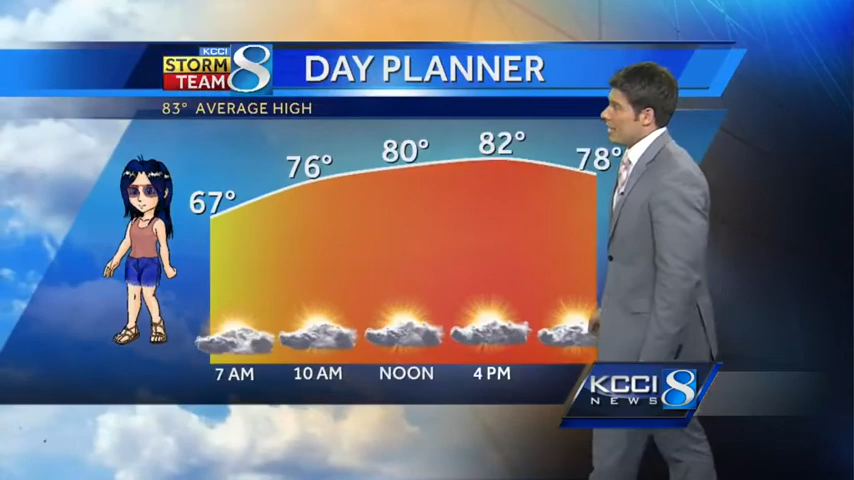 KCCI
STORM
TEAM
8
DAY PLANNER
83° AVERAGE HIGH
67°
76°
80°
82°
78°
7 AM
10 AM
NOON
4 PM
KCCI 8
NEWS